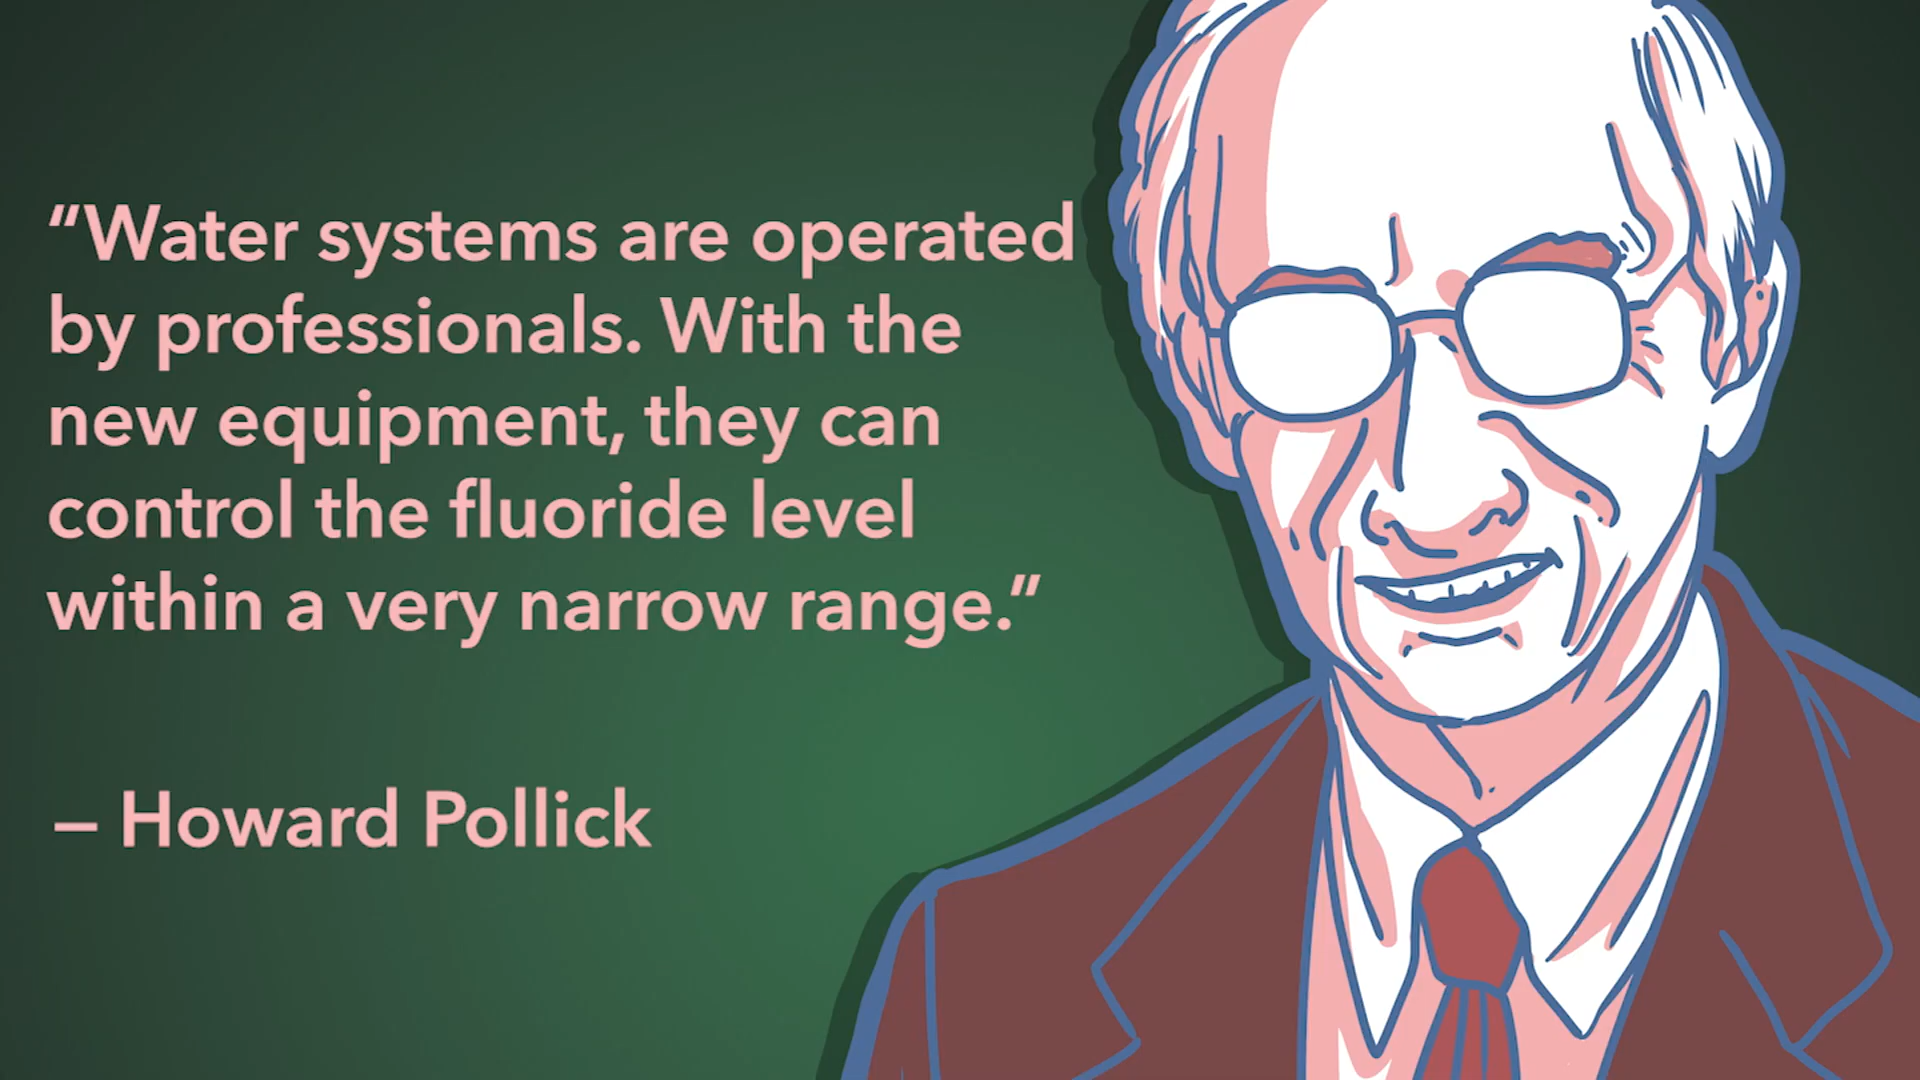 “Water systems are operated
by professionals. With the
new equipment, they can
control the fluoride level
within a very narrow range.”
– Howard Pollick